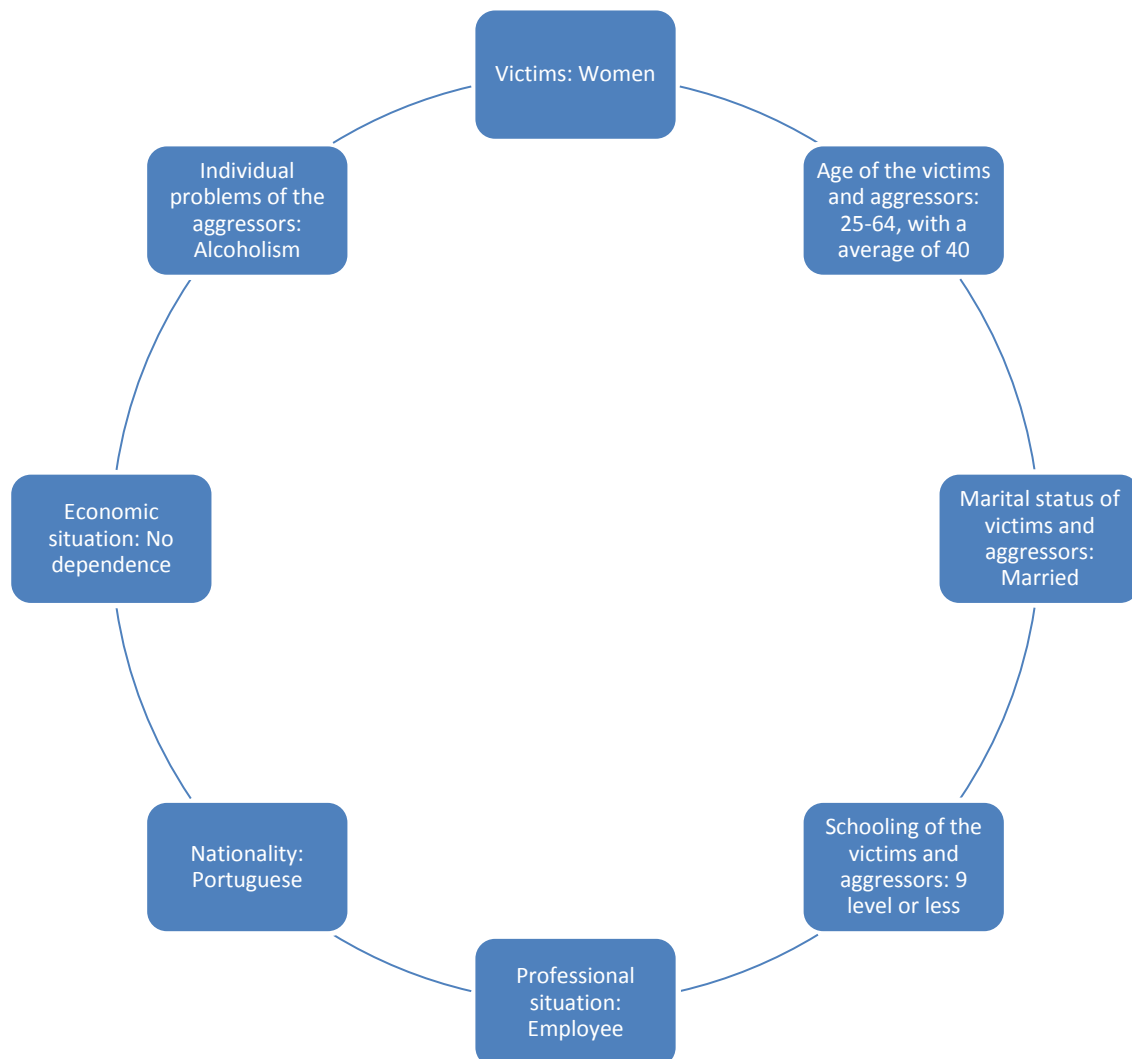 Victims: Women
Age of the victims
and aggressors:
25-64, with a
average of 40
Marital status of
victims and
aggressors:
Married
Schooling of the
victims and
aggressors: 9
level or less
Professional
situation:
Employee
Nationality:
Portuguese
Economic
situation: No
dependence
Individual
problems of the
aggressors:
Alcoholism